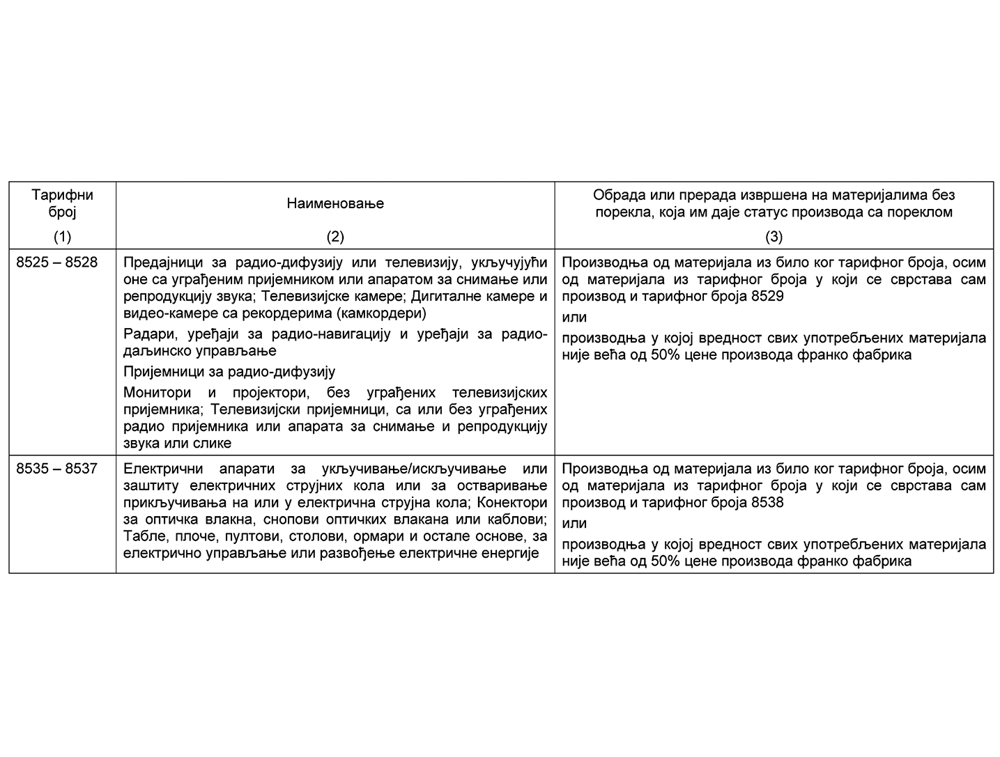 Тарифни
број
(1)
Наименовање
(2)
Обрада или прерада извршена на материјалима без
порекла, која им даје статус производа са пореклом
(3)
8525 – 8528
Предајници за радио-дифузију или телевизију, укључујући
оне са уграђеним пријемником или апаратом за снимање или
репродукцију звука; Телевизијске камере; Дигиталне камере и
видео-камере са рекордерима (камкордери)
Радари, уређаји за радио-навигацију и уређаји за радио-
даљинско управљање
Пријемници за радио-дифузију
Монитори и пројектори, без уграђених телевизијских
пријемника; Телевизијски пријемници, са или без уграђених
радио пријемника или апарата за снимање и репродукцију
звука или слике
Производња од материјала из било ког тарифног броја, осим
од материјала из тарифног броја у који се сврстава сам
производ и тарифног броја 8529
или
производња у којој вредност свих употребљених материјала
није већа од 50% цене производа франко фабрика
8535 – 8537
Електрични апарати за укључивање/искључивање или
заштиту електричних струјних кола или за остваривање
прикључивања на или у електрична струјна кола; Конектори
за оптичка влакна, снопови оптичких влакана или каблови;
Табле, плоче, пултови, столови, ормари и остале основе, за
електрично управљање или развођење електричне енергије
Производња од материјала из било ког тарифног броја, осим
од материјала из тарифног броја у који се сврстава сам
производ и тарифног броја 8538
или
производња у којој вредност свих употребљених материјала
није већа од 50% цене производа франко фабрика